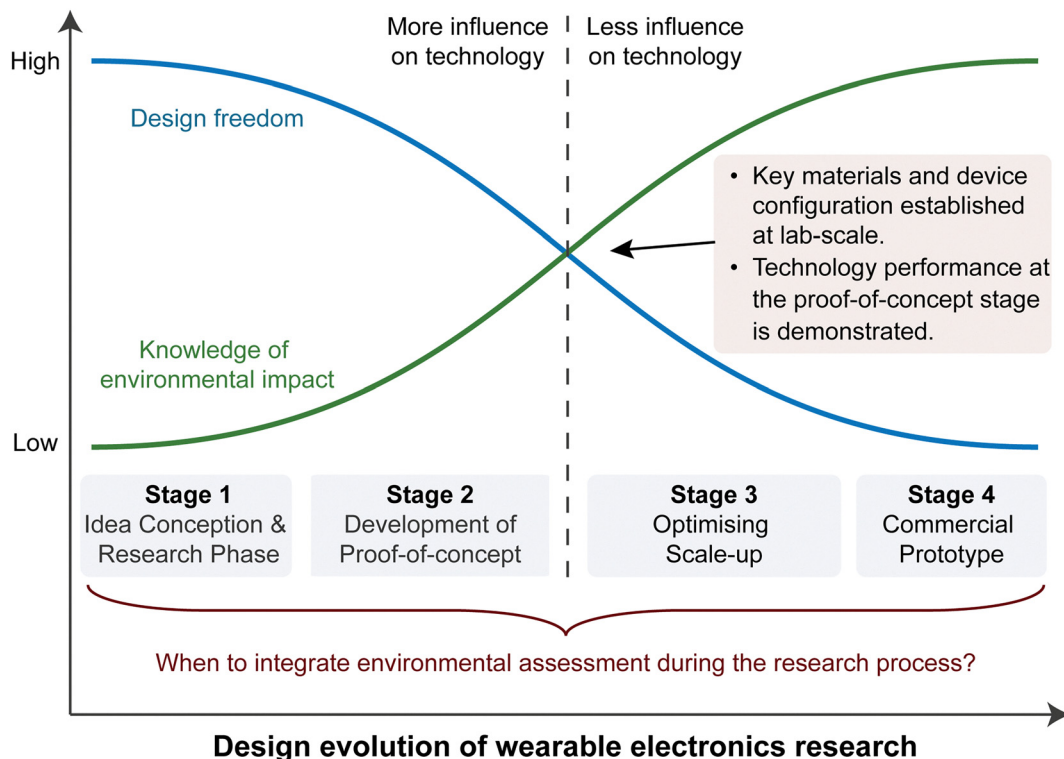 More influence
on technology
Less influence
on technology
High
Design freedom
• Key materials and device
configuration established
at lab-scale.
• Technology performance at
the proof-of-concept stage
is demonstrated.
Knowledge of
environmental impact
Low
Stage 1
Idea Conception &
Research Phase
Stage 2
Development of
Proof-of-concept
Stage 3
Optimising
Scale-up
Stage 4
Commercial
Prototype
When to integrate environmental assessment during the research process?
Design evolution of wearable electronics research